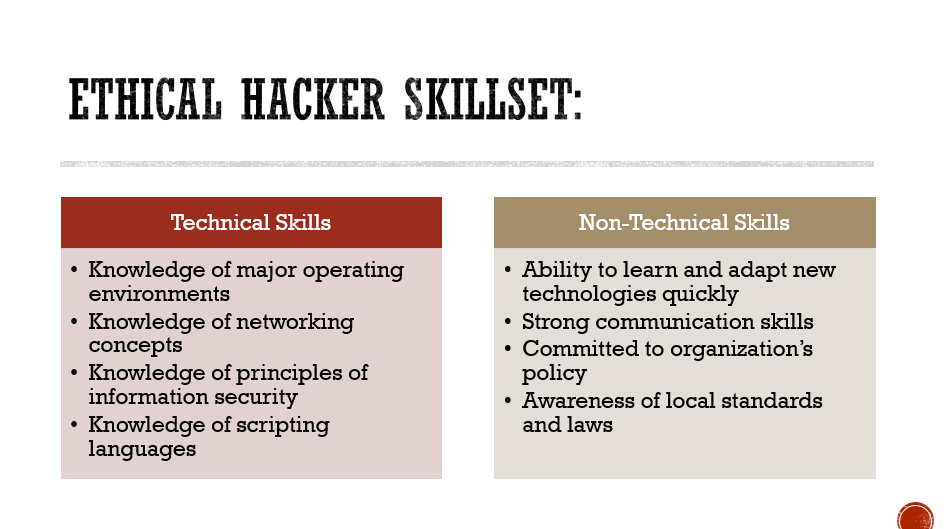 ETHICAL HACKER SKILLSET:
Technical Skills
• Knowledge of major operating
environments
• Knowledge of networking
concepts
• Knowledge of principles of
information security
• Knowledge of scripting
languages
Non-Technical Skills
• Ability to learn and adapt new
technologies quickly
• Strong communication skills
• Committed to organization’s
policy
• Awareness of local standards
and laws